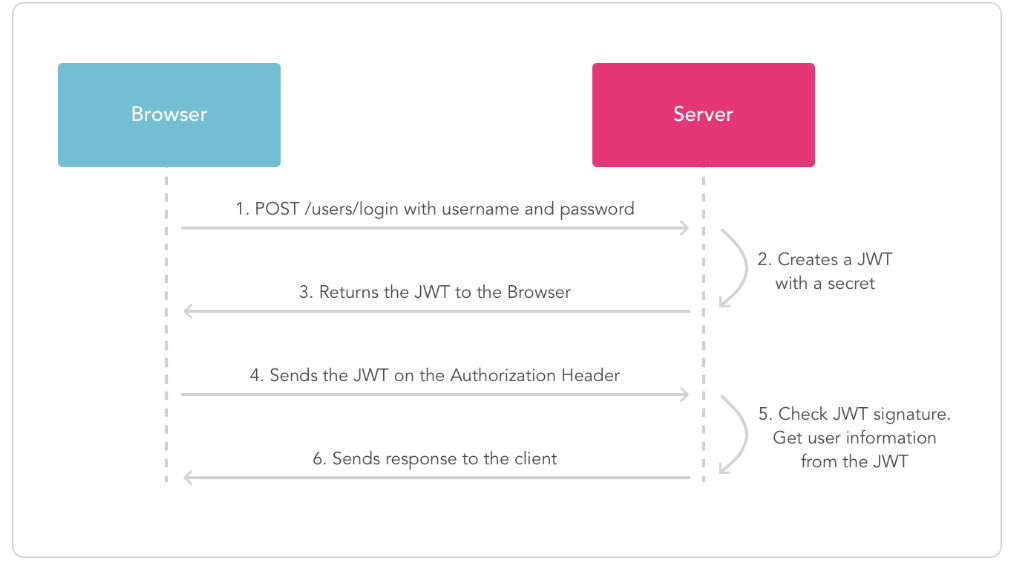 Browser
Server
1. POST /users/login with username and password
2. Creates a JWT
with a secret
3. Returns the JWT to the Browser
4. Sends the JWT on the Authorization Header
5. Check JWT signature.
Get user information
from the JWT
6. Sends response to the client